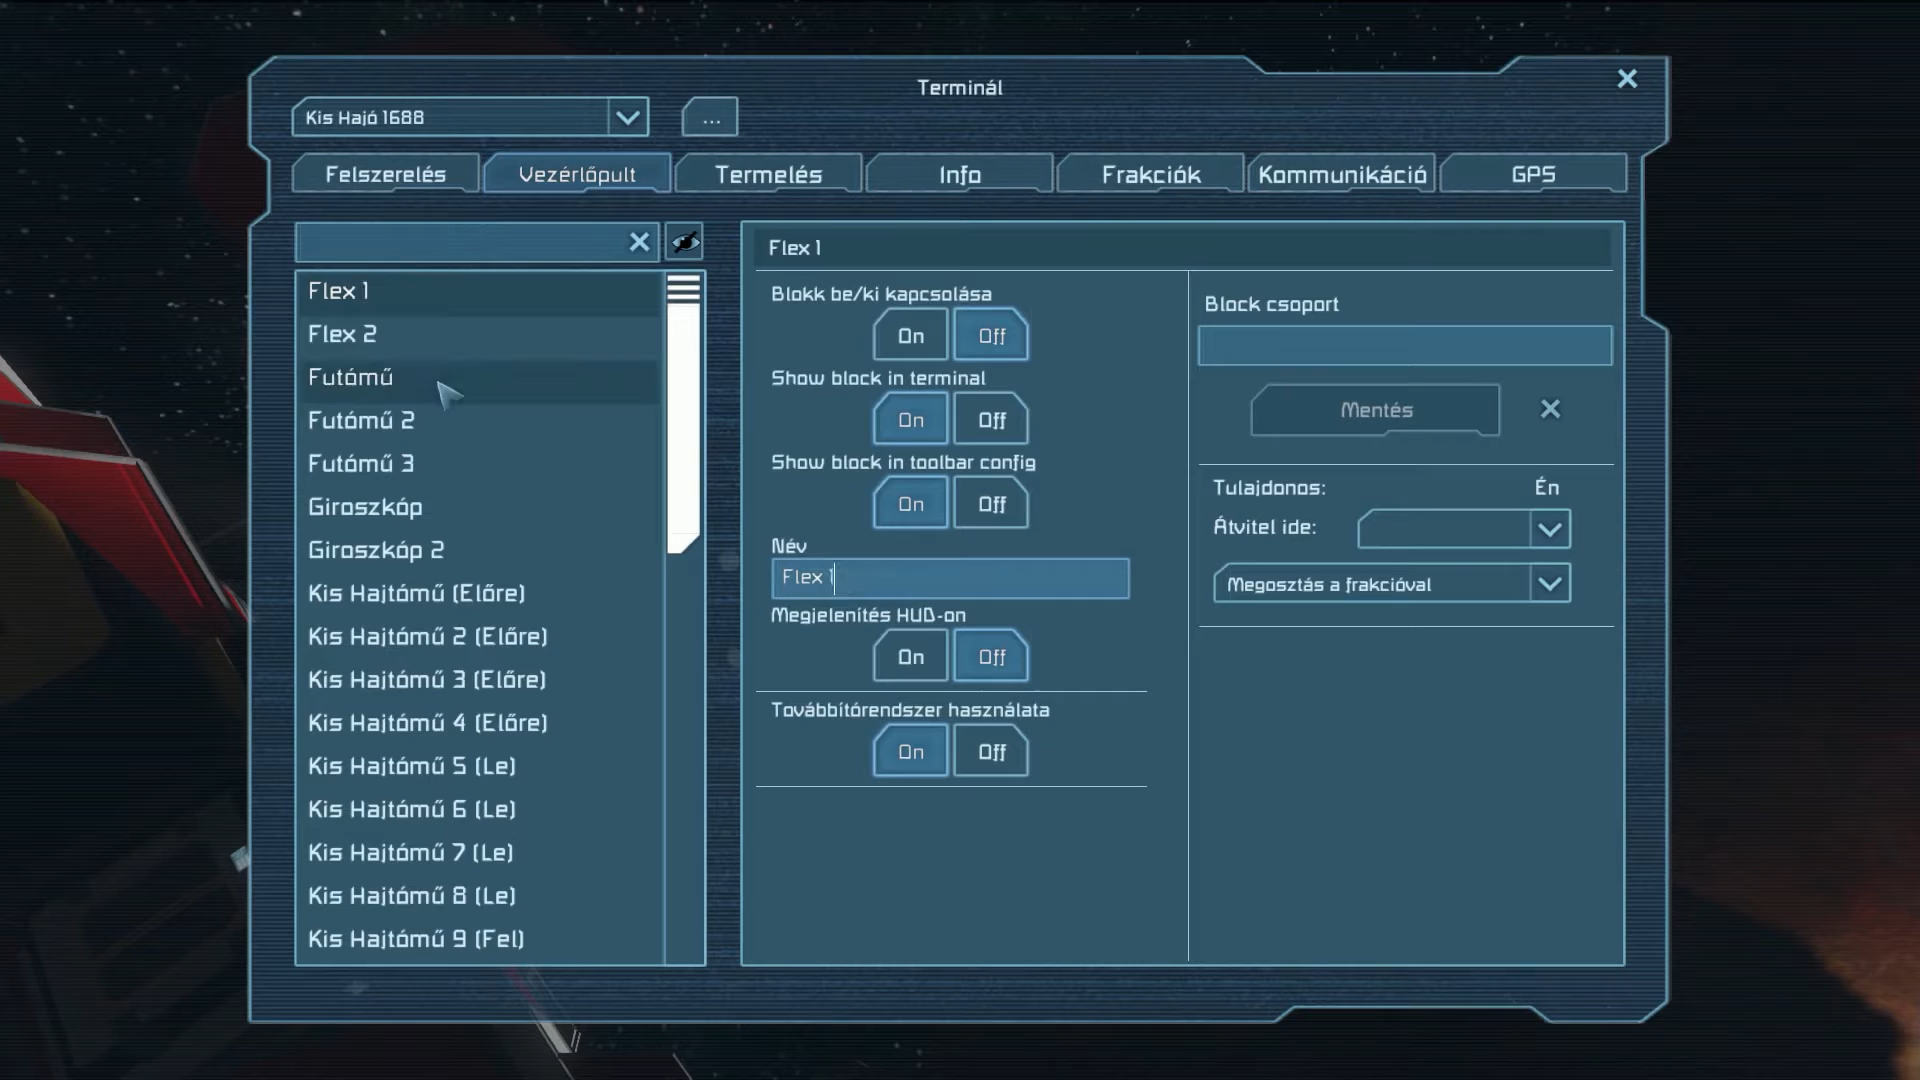 Terminál
Kis Hajó 1688
...
Felszerelés
Vezérlőpult
Termelés
Info
Frakciók
Kommunikáció
GPS
Flex 1
Flex 2
Futómű
Futómű 2
Futómű 3
Giroszkóp
Giroszkóp 2
Kis Hajtómű (Előre)
Kis Hajtómű 2 (Előre)
Kis Hajtómű 3 (Előre)
Kis Hajtómű 4 (Előre)
Kis Hajtómű 5 (Le)
Kis Hajtómű 6 (Le)
Kis Hajtómű 7 (Le)
Kis Hajtómű 8 (Le)
Kis Hajtómű 9 (Fel)
Flex 1
Blokk be/ki kapcsolása
On Off
Show block in terminal
On Off
Show block in toolbar config
On Off
Név
Flex 1
Megjelenítés HUD-on
On Off
Továbbítórendszer használata
On Off
Block csoport
Mentés
Tulajdonos: Én
Átvitel ide:
Megosztás a frakcióval